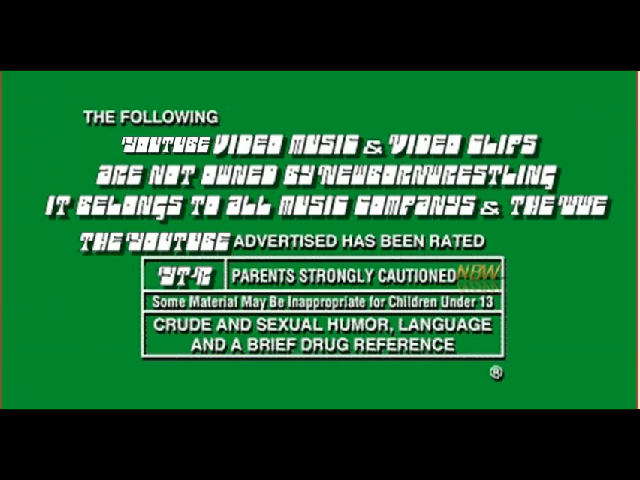 THE FOLLOWING
YOUTUBE VIDEO MUSIC & VIDEO CLIPS
ARE NOT OWNED BY NEWBORNWRESTLING
IT BELONGS TO ALL MUSIC COMPANYS & THE WWE
THE YOUTUBE ADVERTISED HAS BEEN RATED
PARENTS STRONGLY CAUTIONED NBW
Some Material May Be Inappropriate for Children Under 13
CRUDE AND SEXUAL HUMOR, LANGUAGE
AND A BRIEF DRUG REFERENCE
®